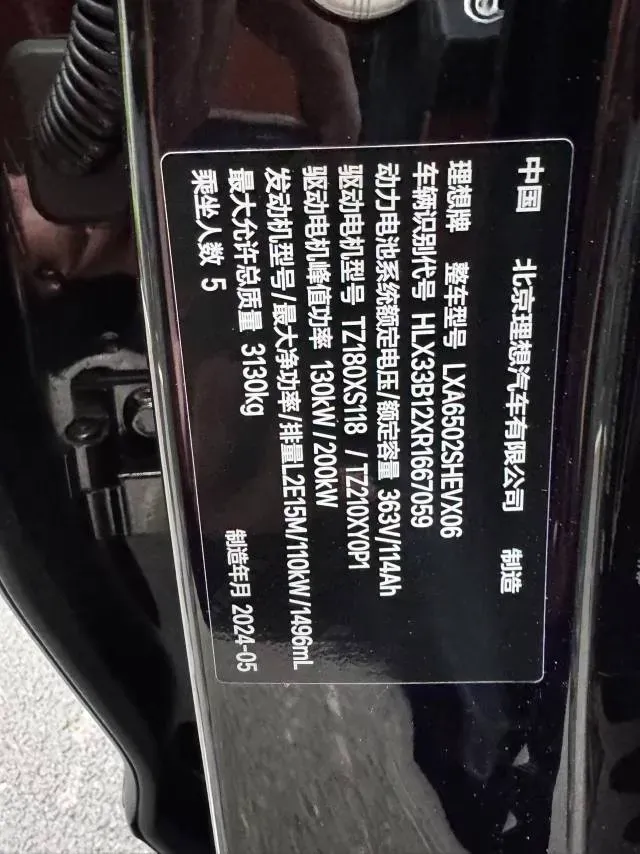 中国 北京理想汽车有限公司 制造
理想牌 整车型号 LXA6502SHEVX06
车辆识别代号 HLX33B12XR1667059
动力电池系统额定电压/额定容量 363V/114Ah
驱动电机型号 TZ180XS118 /TZ210XY0P1
驱动电机峰值功率 130kW/200kW
发动机型号/最大净功率/排量L2E15M/110kW/1496mL
最大允许总质量 3130kg
乘坐人数 5 制造年月 2024-05